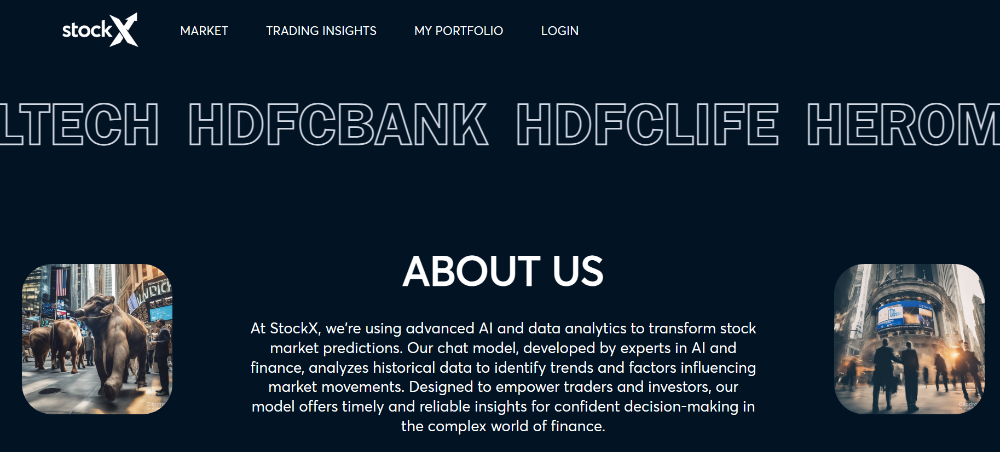 stockX
MARKET
TRADING INSIGHTS
MY PORTFOLIO
LOGIN
LTECH HDFCBANK HDFCLIFE HEROM
ABOUT US
At StockX, we're using advanced AI and data analytics to transform stock
market predictions. Our chat model, developed by experts in AI and
finance, analyzes historical data to identify trends and factors influencing
market movements. Designed to empower traders and investors, our
model offers timely and reliable insights for confident decision-making in
the complex world of finance.